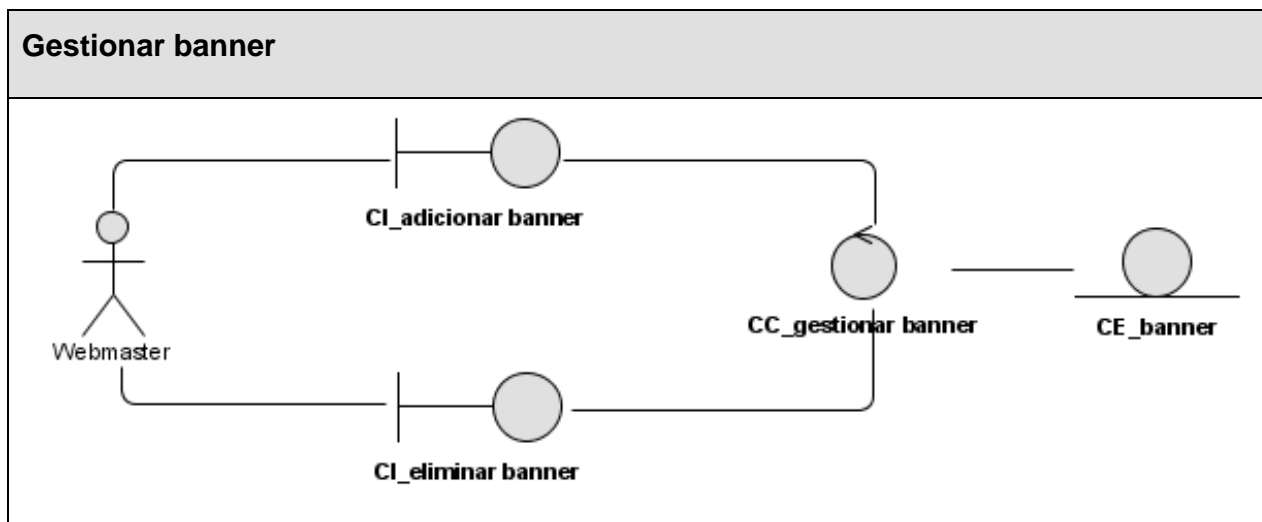 Gestionar banner
CI_adicionar banner
Webmaster
CC_gestionar banner
CE_banner
CI_eliminar banner